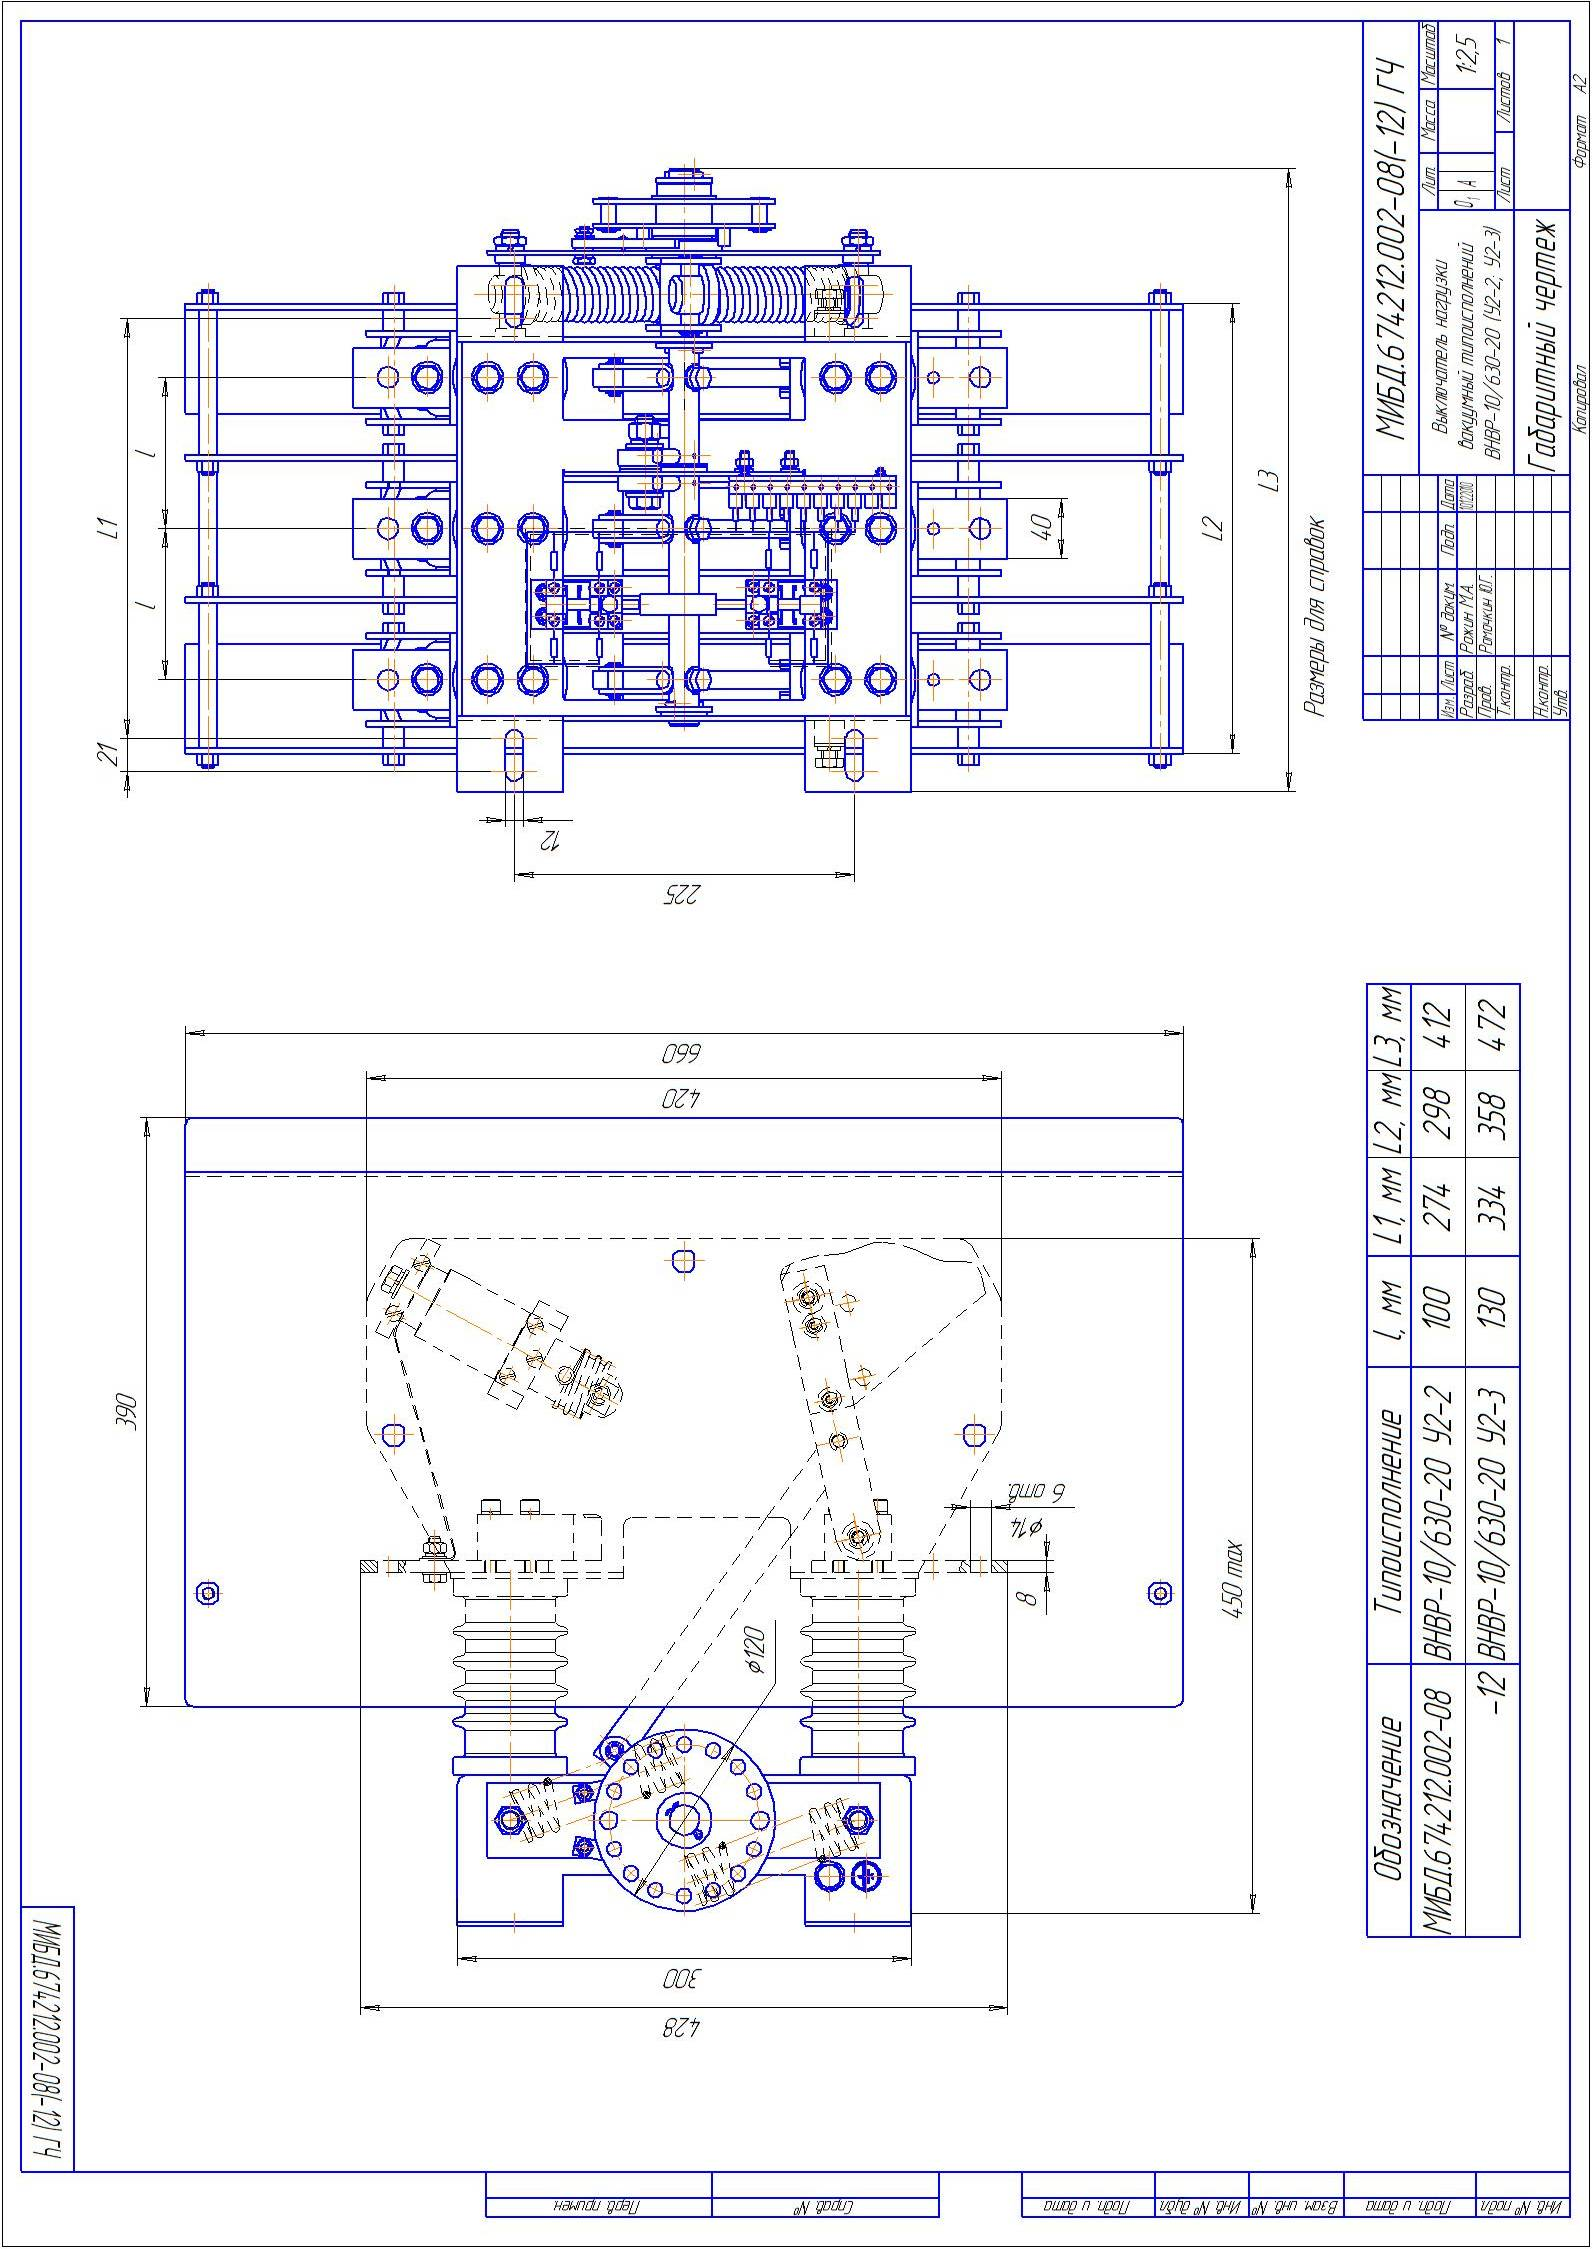 МИБД.674212.002-08(-12) ГЧ
390
660
420
450 max
300
428
⌀120
⌀14
6 отв.
8
L1
l
l
21
12
225
40
L2
L3
Размеры для справок
Обозначение Типоисполнение l, мм L1, мм L2, мм L3, мм
МИБД.674212.002-08 ВНВР-10/630-20 У2-2 100 274 298 412
-12 ВНВР-10/630-20 У2-3 130 334 358 472
МИБД.674212.002-08(-12) ГЧ
Выключатель нагрузки
вакуумный типоисполнений
ВНВР-10/630-20 (У2-2, У2-3)
Габаритный чертеж
Лит. Масса Масштаб
О₁ А 1:2,5
Лист Листов 1
Изм. Лист № докум. Подп. Дата
Разраб. Рожин М.А.
Пров. Ромочкин Ю.Г.
Т.контр.
Н.контр.
Утв.
Копировал Формат А2
Перв. примен.
Справ. №
Подп. и дата
Инв. № дубл.
Взам. инв. №
Подп. и дата
Инв. № подл.